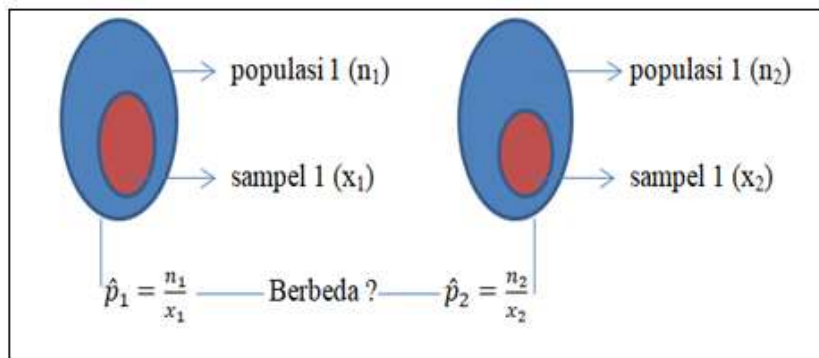 populasi 1 (n₁) populasi 1 (n₂)
sampel 1 (x₁) sampel 1 (x₂)
p̂₁ = n₁/x₁ Berbeda ? p̂₂ = n₂/x₂